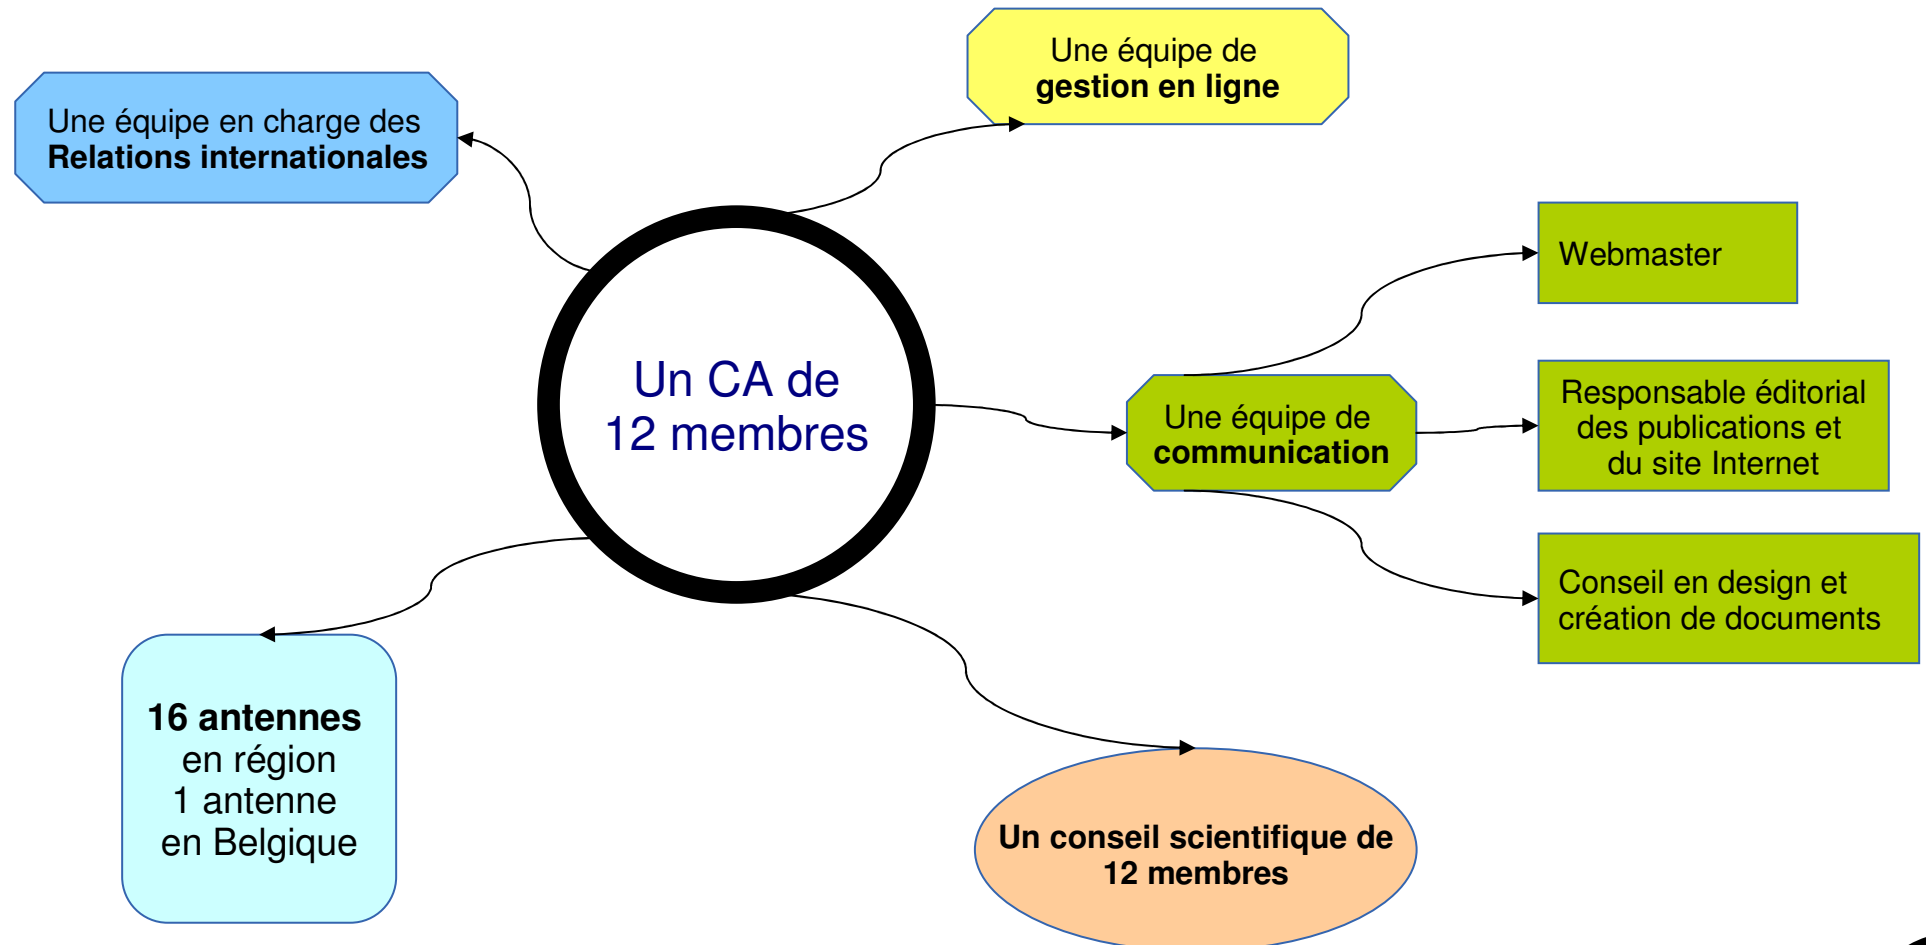 Une équipe de
gestion en ligne
Une équipe en charge des
Relations internationales
Webmaster
Un CA de
12 membres
Une équipe de
communication
Responsable éditorial
des publications et
du site Internet
Conseil en design et
création de documents
16 antennes
en région
1 antenne
en Belgique
Un conseil scientifique de
12 membres